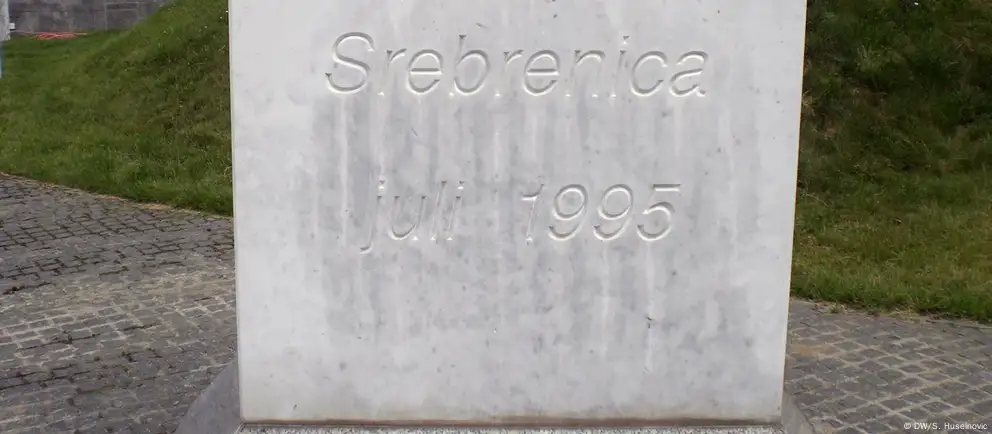 Srebrenica
juli 1995
© DW/S. Huseinovic